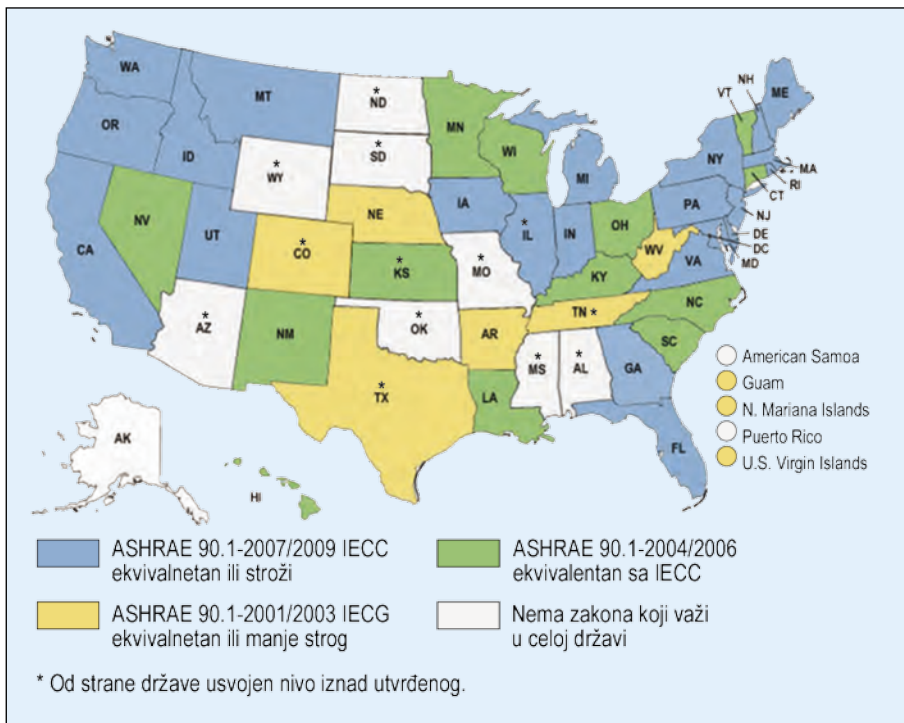 WA
MT
* ND
MN
VT
NH
ME
OR
ID
* SD
WI
NY
* WY
MI
MA
RI
CT
NV
NE
IA
PA
NJ
CA
UT
* CO
* IL
IN
OH
DE
DC
MD
WV
VA
* KS
* MO
KY
* AZ
NM
* OK
AR
TN *
NC
SC
* MS
* AL
GA
* TX
LA
FL
AK
HI
American Samoa
Guam
N. Mariana Islands
Puerto Rico
U.S. Virgin Islands
ASHRAE 90.1-2007/2009 IECC
ekvivalnetan ili stroži
ASHRAE 90.1-2004/2006
ekvivalentan sa IECC
ASHRAE 90.1-2001/2003 IECG
ekvivalnetan ili manje strog
Nema zakona koji važi
u celoj državi
* Od strane države usvojen nivo iznad utvrđenog.